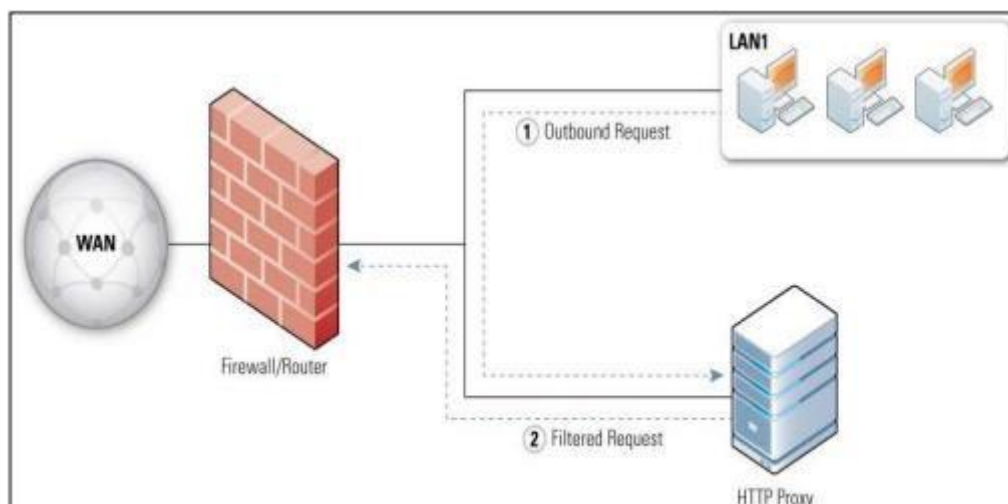 LAN1
1 Outbound Request
WAN
Firewall/Router
2 Filtered Request
HTTP Proxy